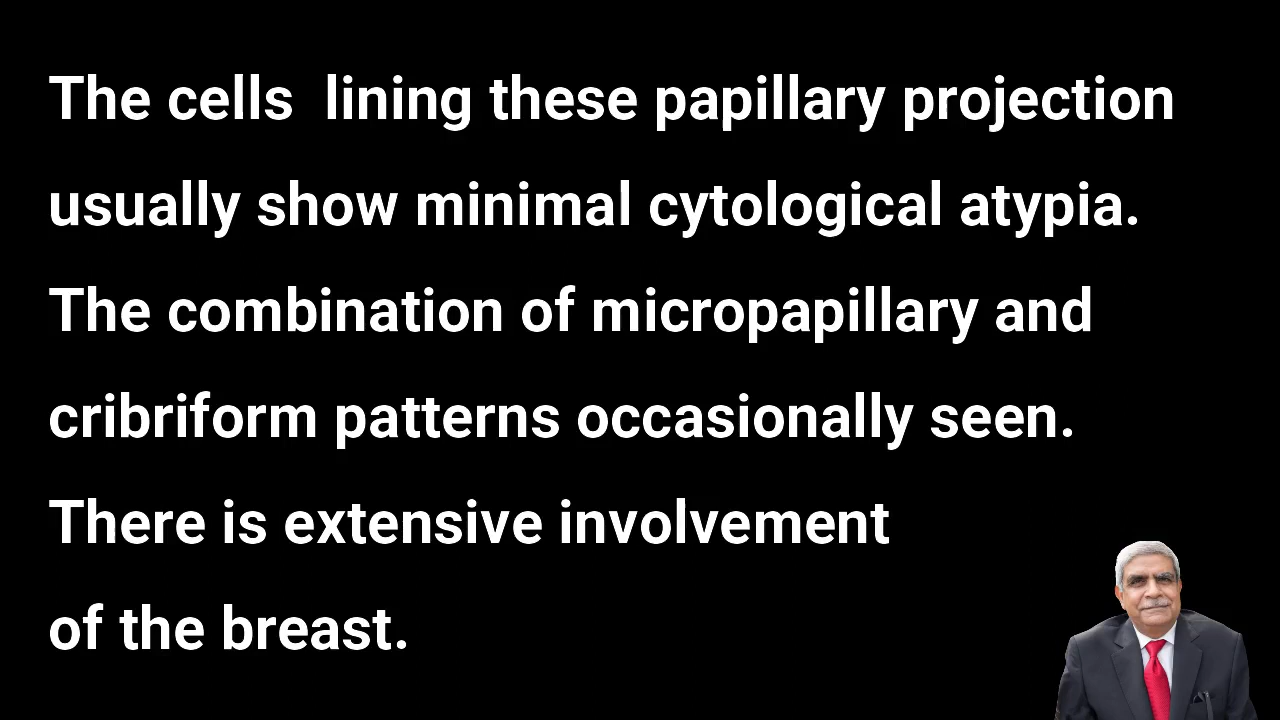 The cells  lining these papillary projection
usually show minimal cytological atypia.
The combination of micropapillary and
cribriform patterns occasionally seen.
There is extensive involvement
of the breast.